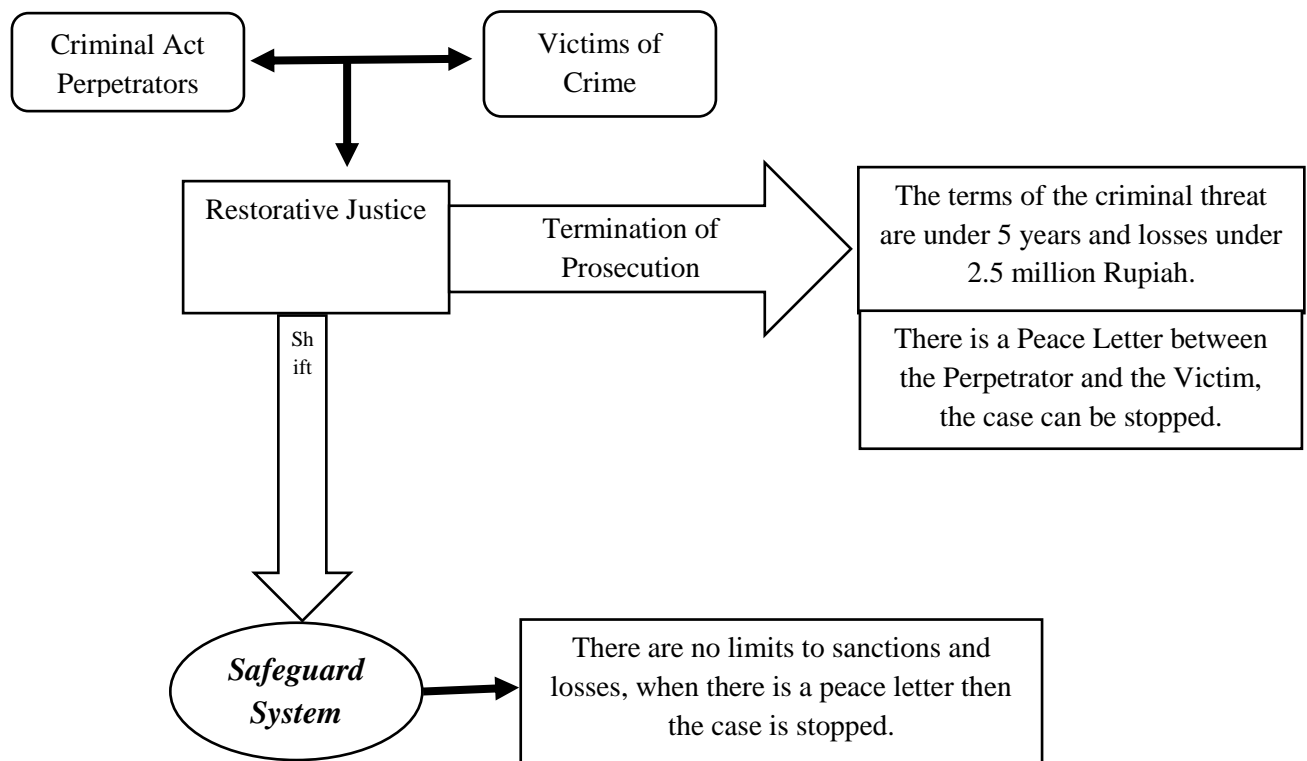 Criminal Act
Perpetrators
Victims of
Crime
Restorative Justice
Termination of
Prosecution
The terms of the criminal threat
are under 5 years and losses under
2.5 million Rupiah.
There is a Peace Letter between
the Perpetrator and the Victim,
the case can be stopped.
Sh
ift
Safeguard
System
There are no limits to sanctions and
losses, when there is a peace letter then
the case is stopped.